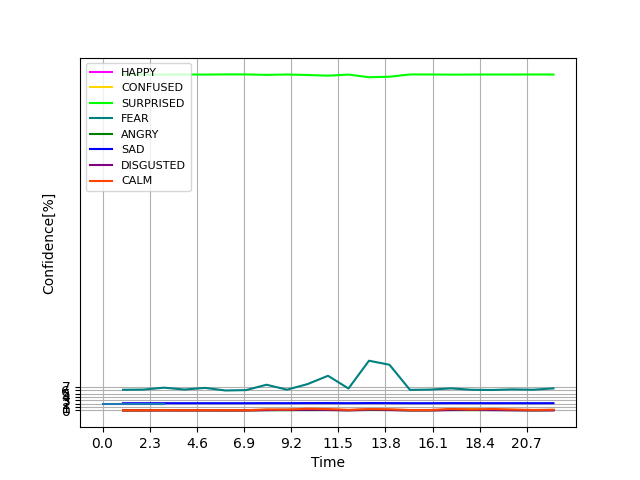 HAPPY
CONFUSED
SURPRISED
FEAR
ANGRY
SAD
DISGUSTED
CALM
Confidence[%]
7
0.0 2.3 4.6 6.9 9.2 11.5 13.8 16.1 18.4 20.7
Time